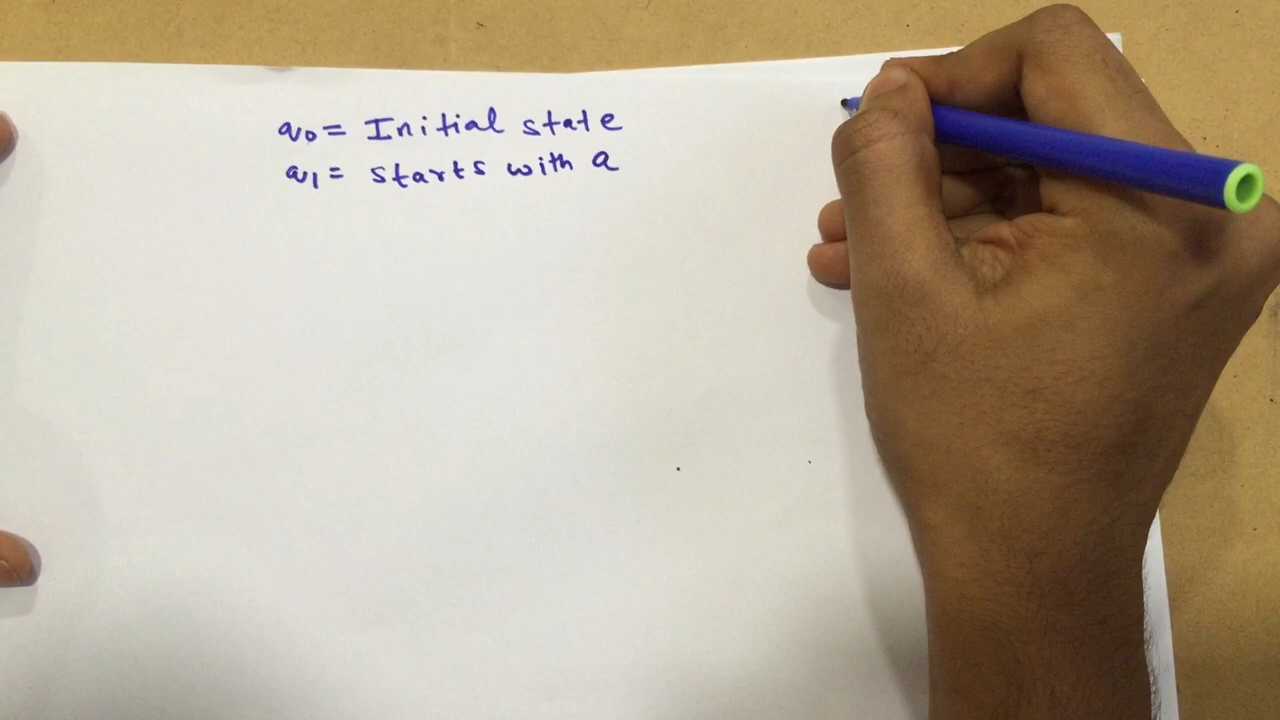 q0 = Initial state
q1 = starts with a